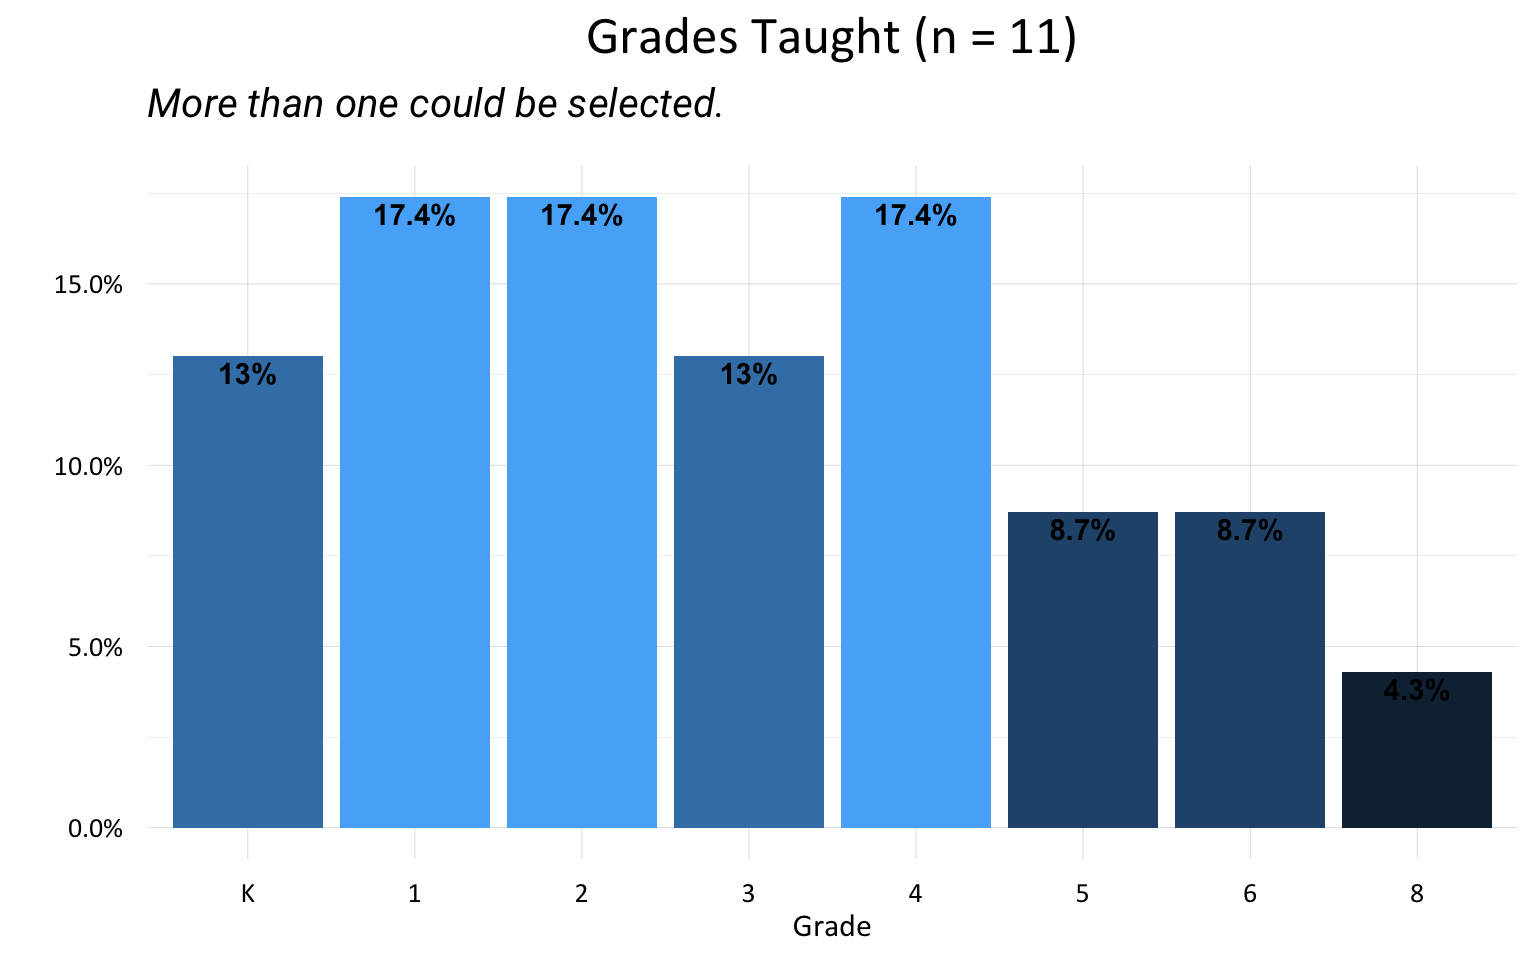 Grades Taught (n = 11)
More than one could be selected.
17.4% 17.4% 17.4%
15.0%
13% 13%
10.0%
8.7% 8.7%
5.0%
4.3%
0.0%
K 1 2 3 4 5 6 8
Grade